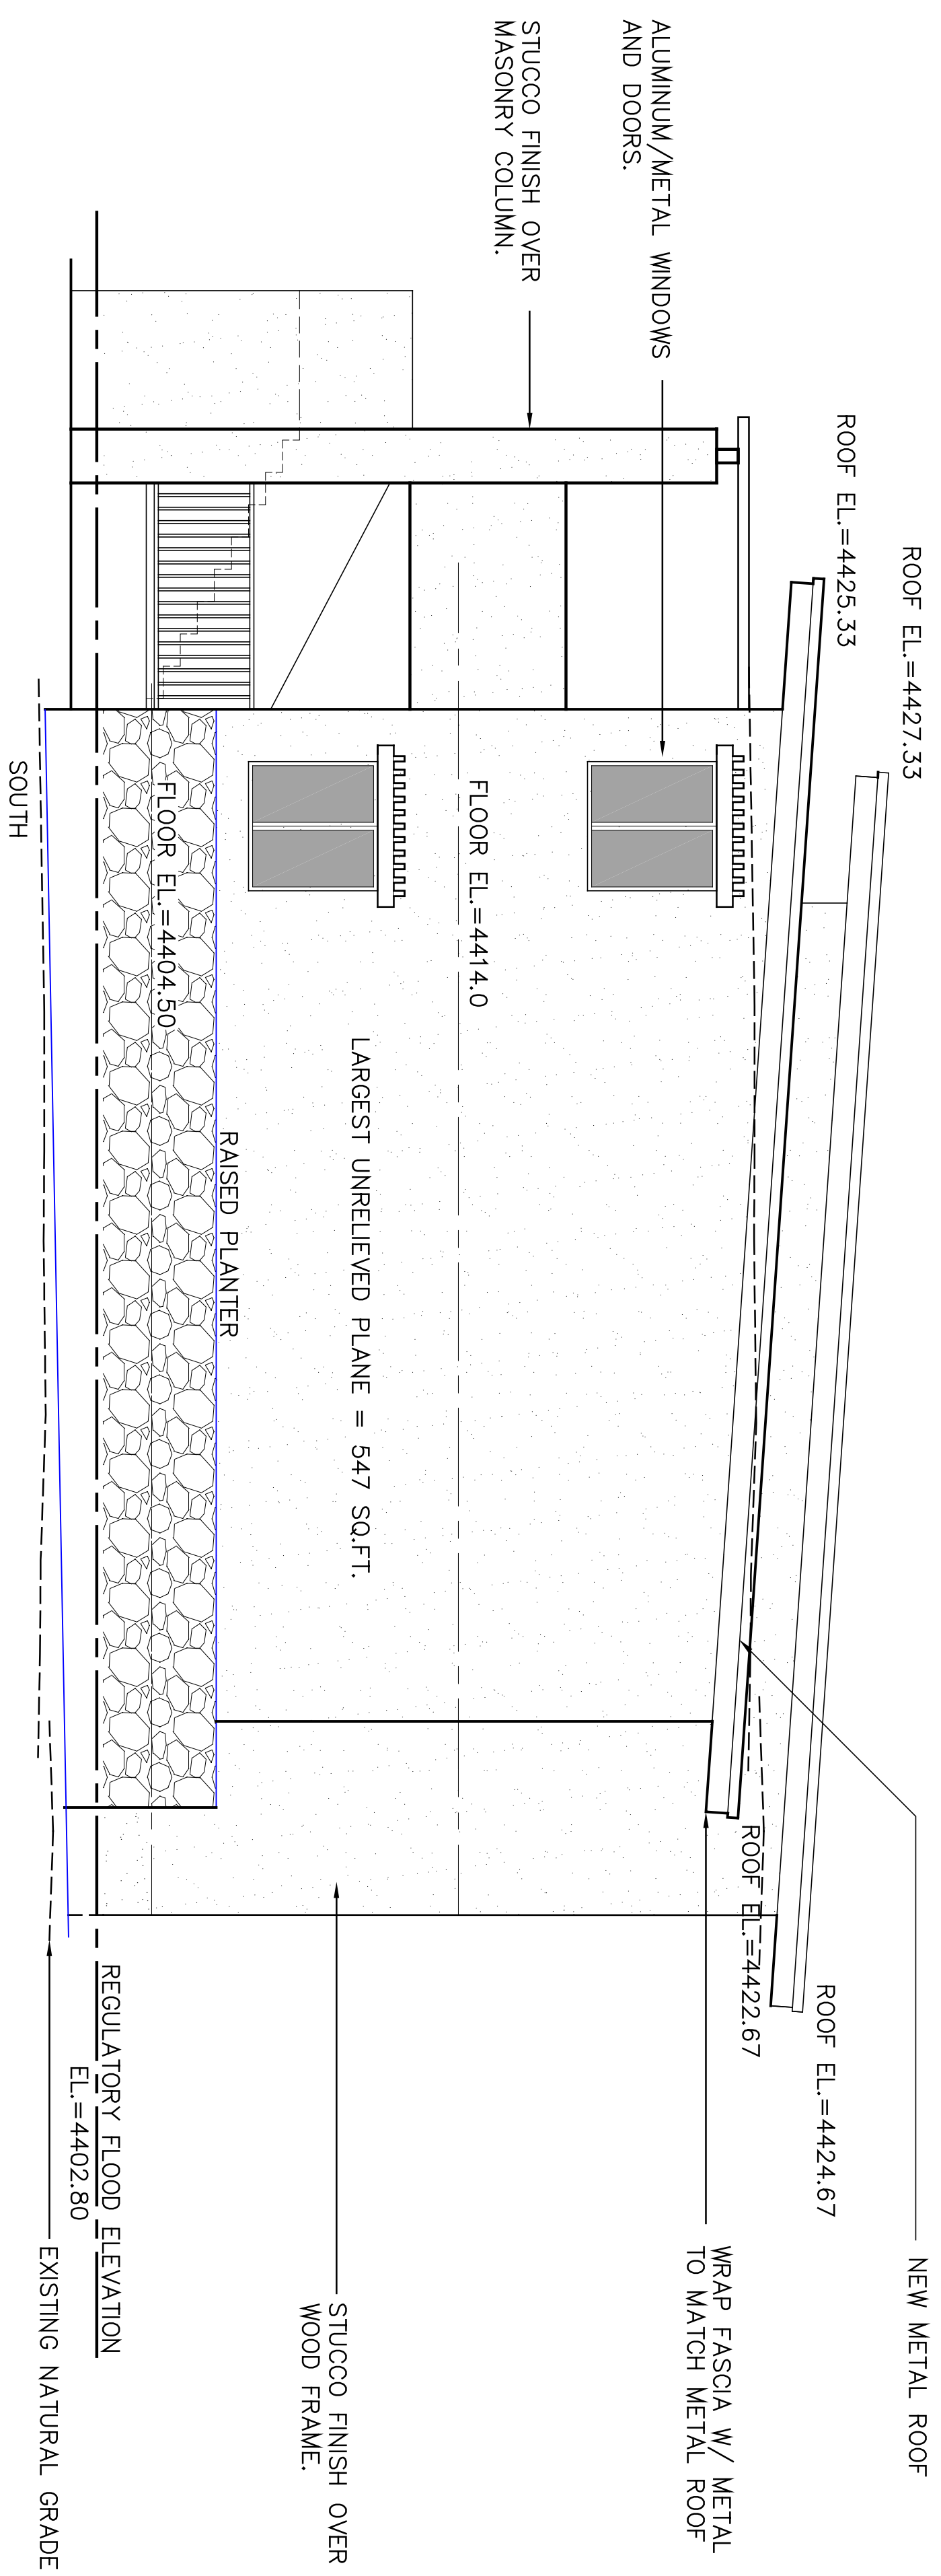 ROOF EL.=4427.33
ROOF EL.=4425.33
NEW METAL ROOF
ROOF EL.=4424.67
ROOF EL.=4422.67
WRAP FASCIA W/ METAL
TO MATCH METAL ROOF
ALUMINUM/METAL WINDOWS
AND DOORS.
STUCCO FINISH OVER
MASONRY COLUMN.
FLOOR EL.=4414.0
LARGEST UNRELIEVED PLANE = 547 SQ.FT.
STUCCO FINISH OVER
WOOD FRAME.
RAISED PLANTER
FLOOR EL.=4404.50
REGULATORY FLOOD ELEVATION
EL.=4402.80
EXISTING NATURAL GRADE
SOUTH